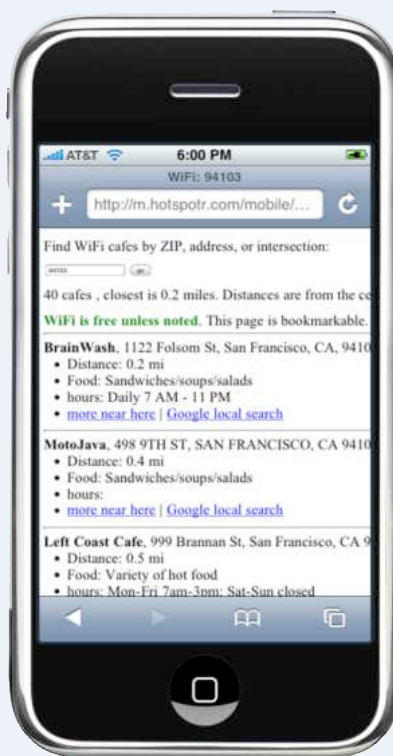 AT&T 6:00 PM
WiFi: 94103
http://m.hotspotr.com/mobile/...
Find WiFi cafes by ZIP, address, or intersection:
94103 go
40 cafes , closest is 0.2 miles. Distances are from the ce
WiFi is free unless noted. This page is bookmarkable.
BrainWash, 1122 Folsom St, San Francisco, CA, 9410
• Distance: 0.2 mi
• Food: Sandwiches/soups/salads
• hours: Daily 7 AM - 11 PM
• more near here | Google local search
MotoJava, 498 9TH ST, SAN FRANCISCO, CA 9410
• Distance: 0.4 mi
• Food: Sandwiches/soups/salads
• hours:
• more near here | Google local search
Left Coast Cafe, 999 Brannan St, San Francisco, CA 9
• Distance: 0.5 mi
• Food: Variety of hot food
• hours: Mon-Fri 7am-3pm; Sat-Sun closed